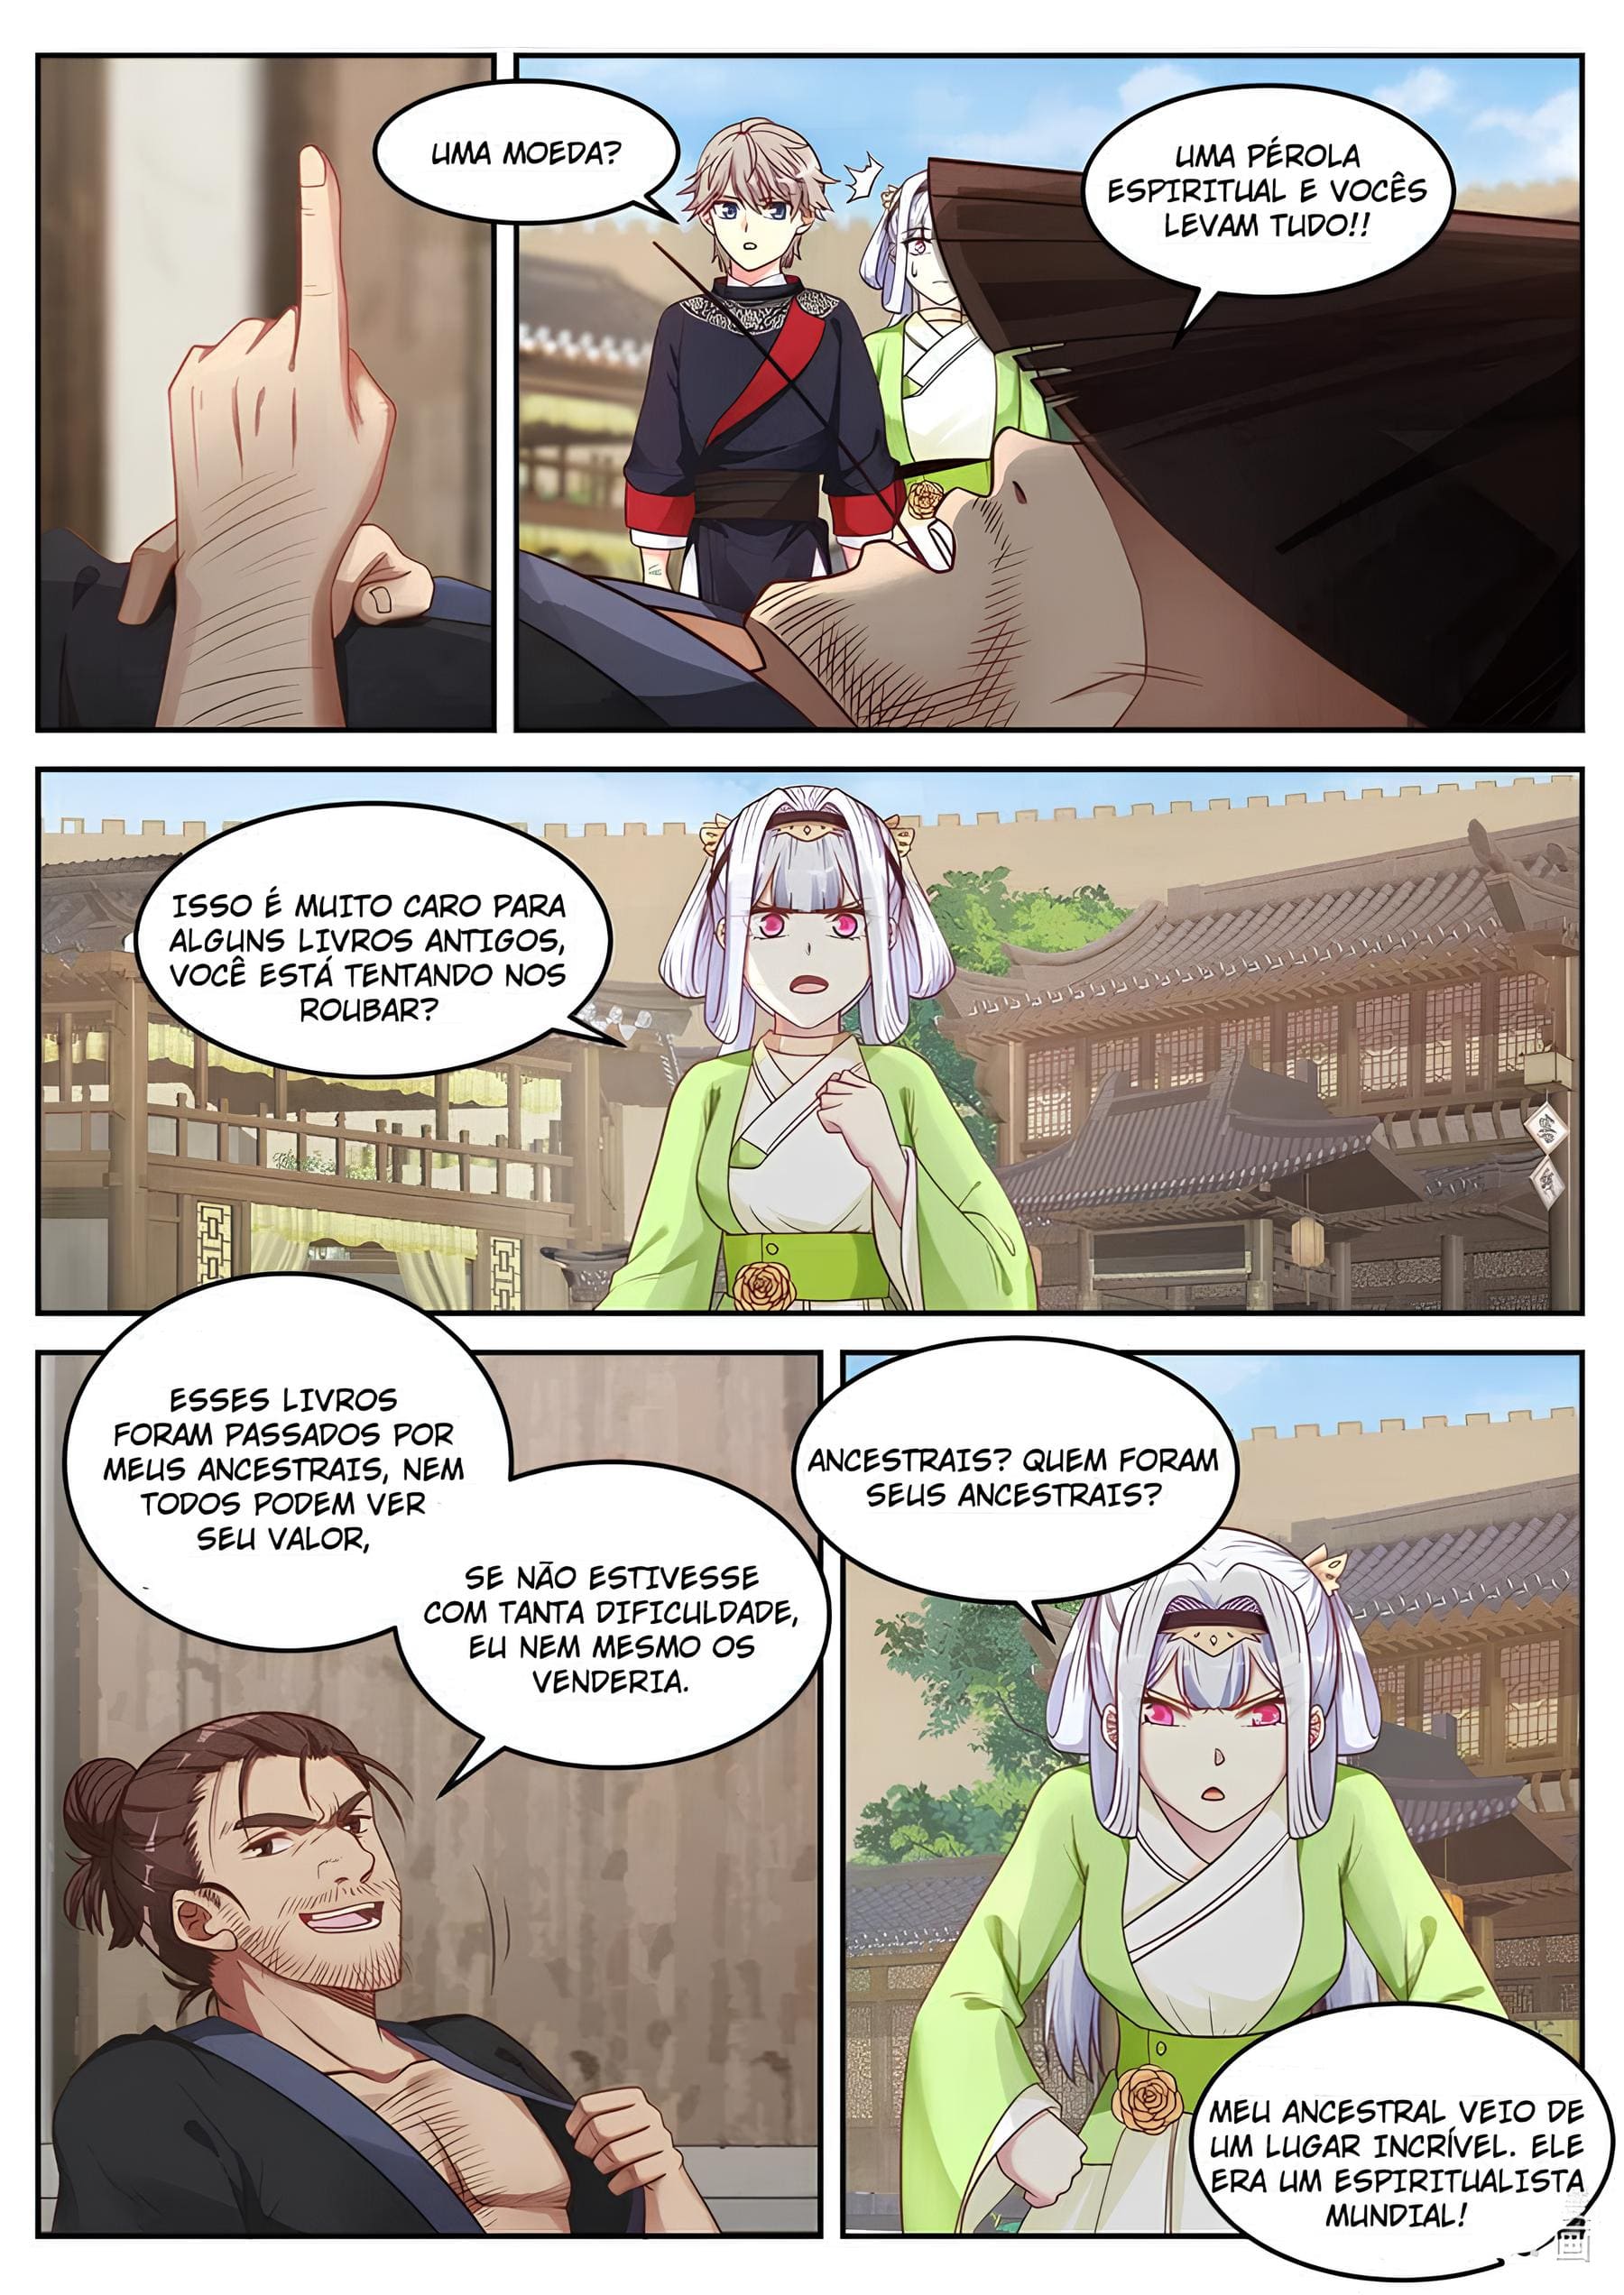 UMA MOEDA?
UMA PÉROLA
ESPIRITUAL E VOCÊS
LEVAM TUDO!!
ISSO É MUITO CARO PARA
ALGUNS LIVROS ANTIGOS,
VOCÊ ESTÁ TENTANDO NOS
ROUBAR?
ESSES LIVROS
FORAM PASSADOS POR
MEUS ANCESTRAIS, NEM
TODOS PODEM VER
SEU VALOR,
SE NÃO ESTIVESSE
COM TANTA DIFICULDADE,
EU NEM MESMO OS
VENDERIA.
ANCESTRAIS? QUEM FORAM
SEUS ANCESTRAIS?
MEU ANCESTRAL VEIO DE
UM LUGAR INCRÍVEL. ELE
ERA UM ESPIRITUALISTA
MUNDIAL!